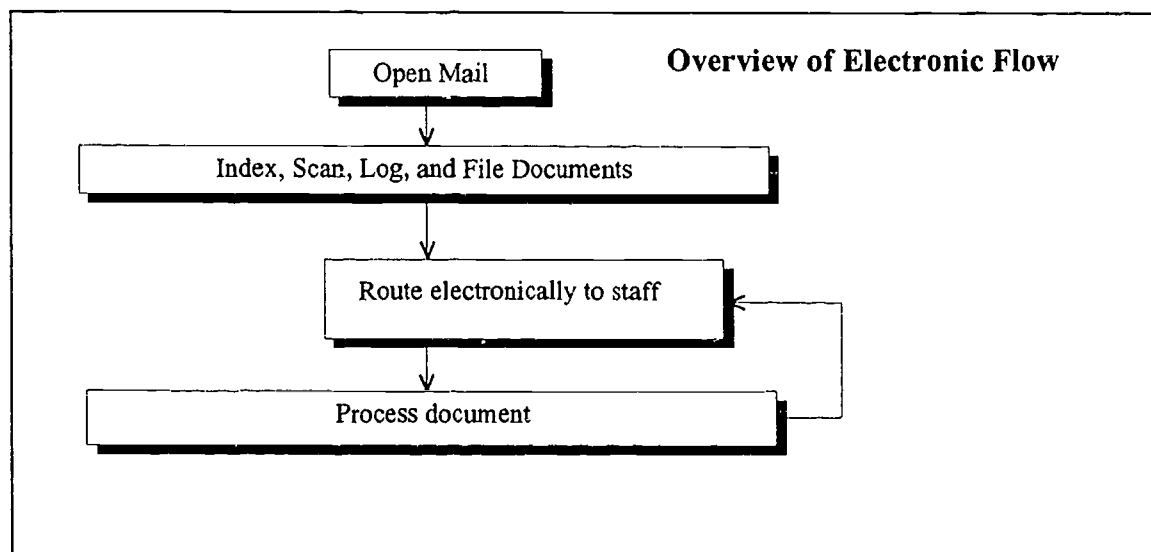 Overview of Electronic Flow
Open Mail
Index, Scan, Log, and File Documents
Route electronically to staff
Process document